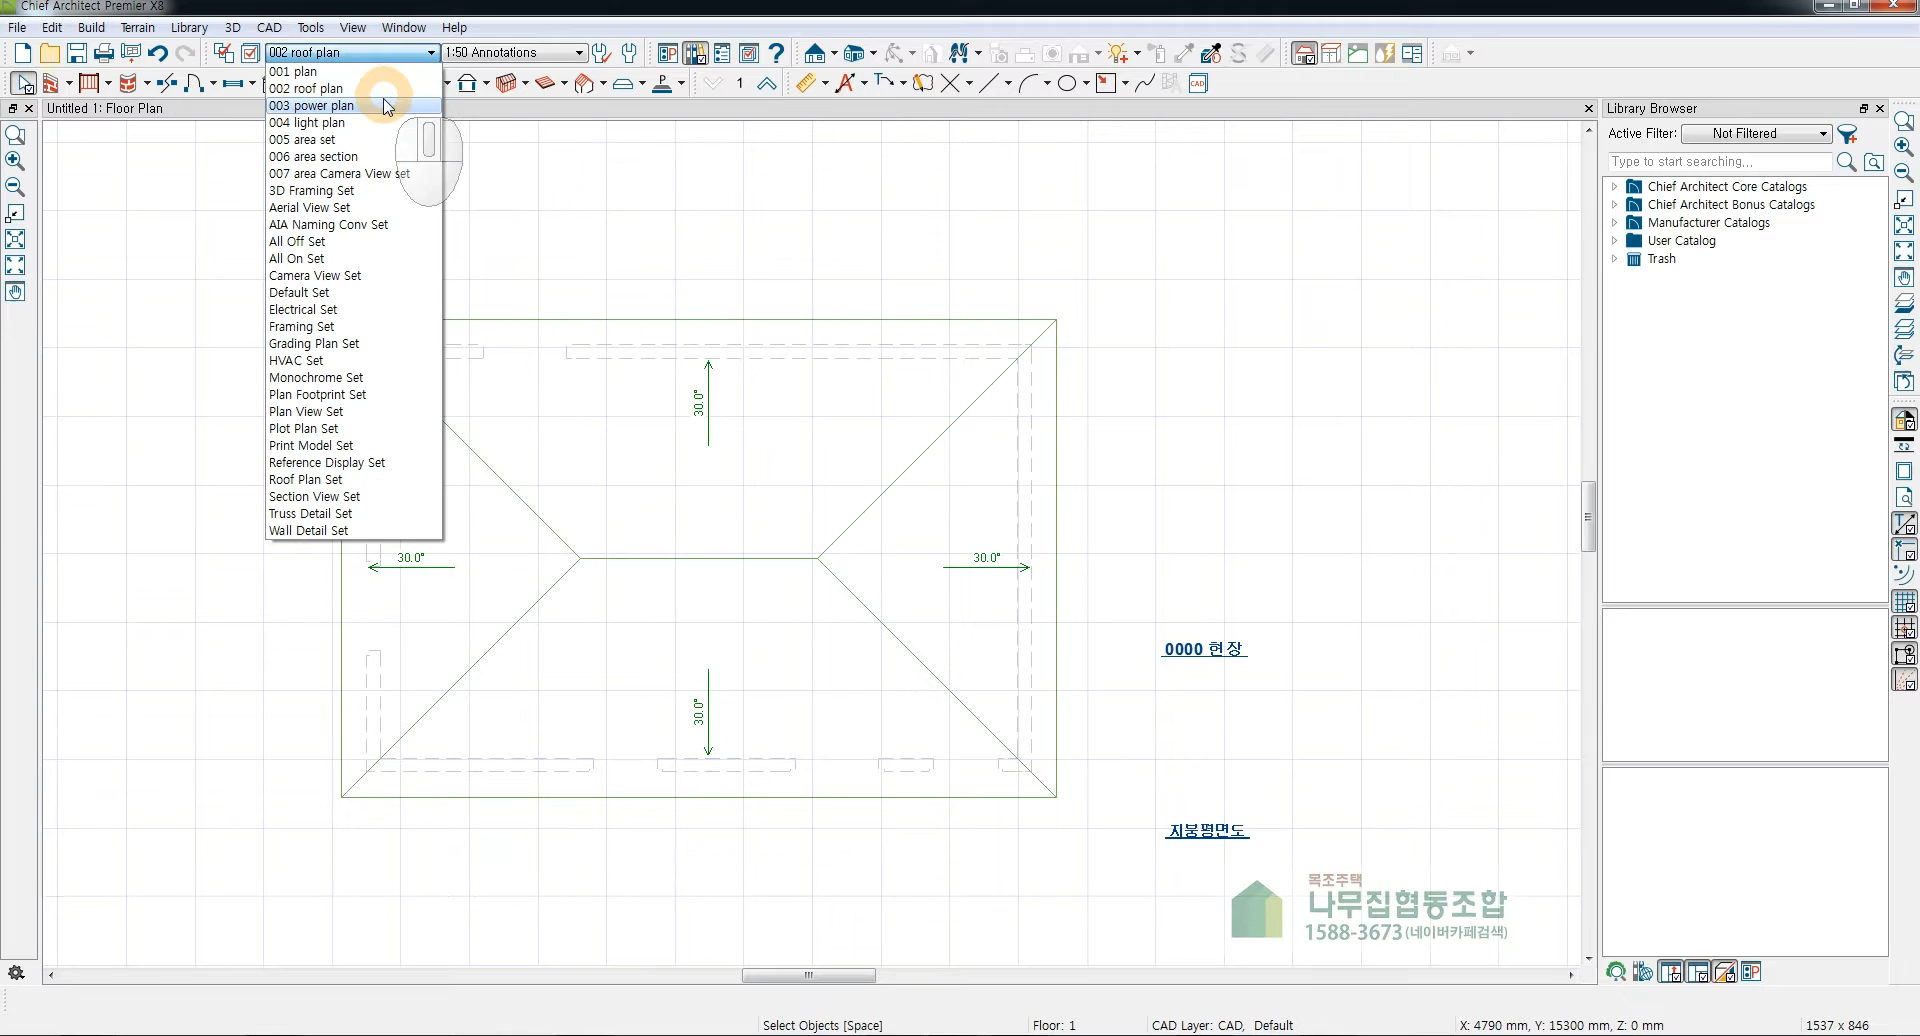 Chief Architect Premier X8
File Edit Build Terrain Library 3D CAD Tools View Window Help
002 roof plan 1:50 Annotations
001 plan
002 roof plan
003 power plan
004 light plan
005 area set
006 area section
007 area Camera View set
3D Framing Set
Aerial View Set
AIA Naming Conv Set
All Off Set
All On Set
Camera View Set
Default Set
Electrical Set
Framing Set
Grading Plan Set
HVAC Set
Monochrome Set
Plan Footprint Set
Plan View Set
Plot Plan Set
Print Model Set
Reference Display Set
Roof Plan Set
Section View Set
Truss Detail Set
Wall Detail Set
P 1 A T CAD
Untitled 1: Floor Plan
30.0°
30.0°
30.0°
30.0°
0000 현장
지붕평면도
목조주택
나무집협동조합
1588-3673(네이버카페검색)
Library Browser
Active Filter: Not Filtered
Type to start searching...
Chief Architect Core Catalogs
Chief Architect Bonus Catalogs
Manufacturer Catalogs
User Catalog
Trash
Select Objects [Space] Floor: 1 CAD Layer: CAD, Default X: 4790 mm, Y: 15300 mm, Z: 0 mm 1537 x 846